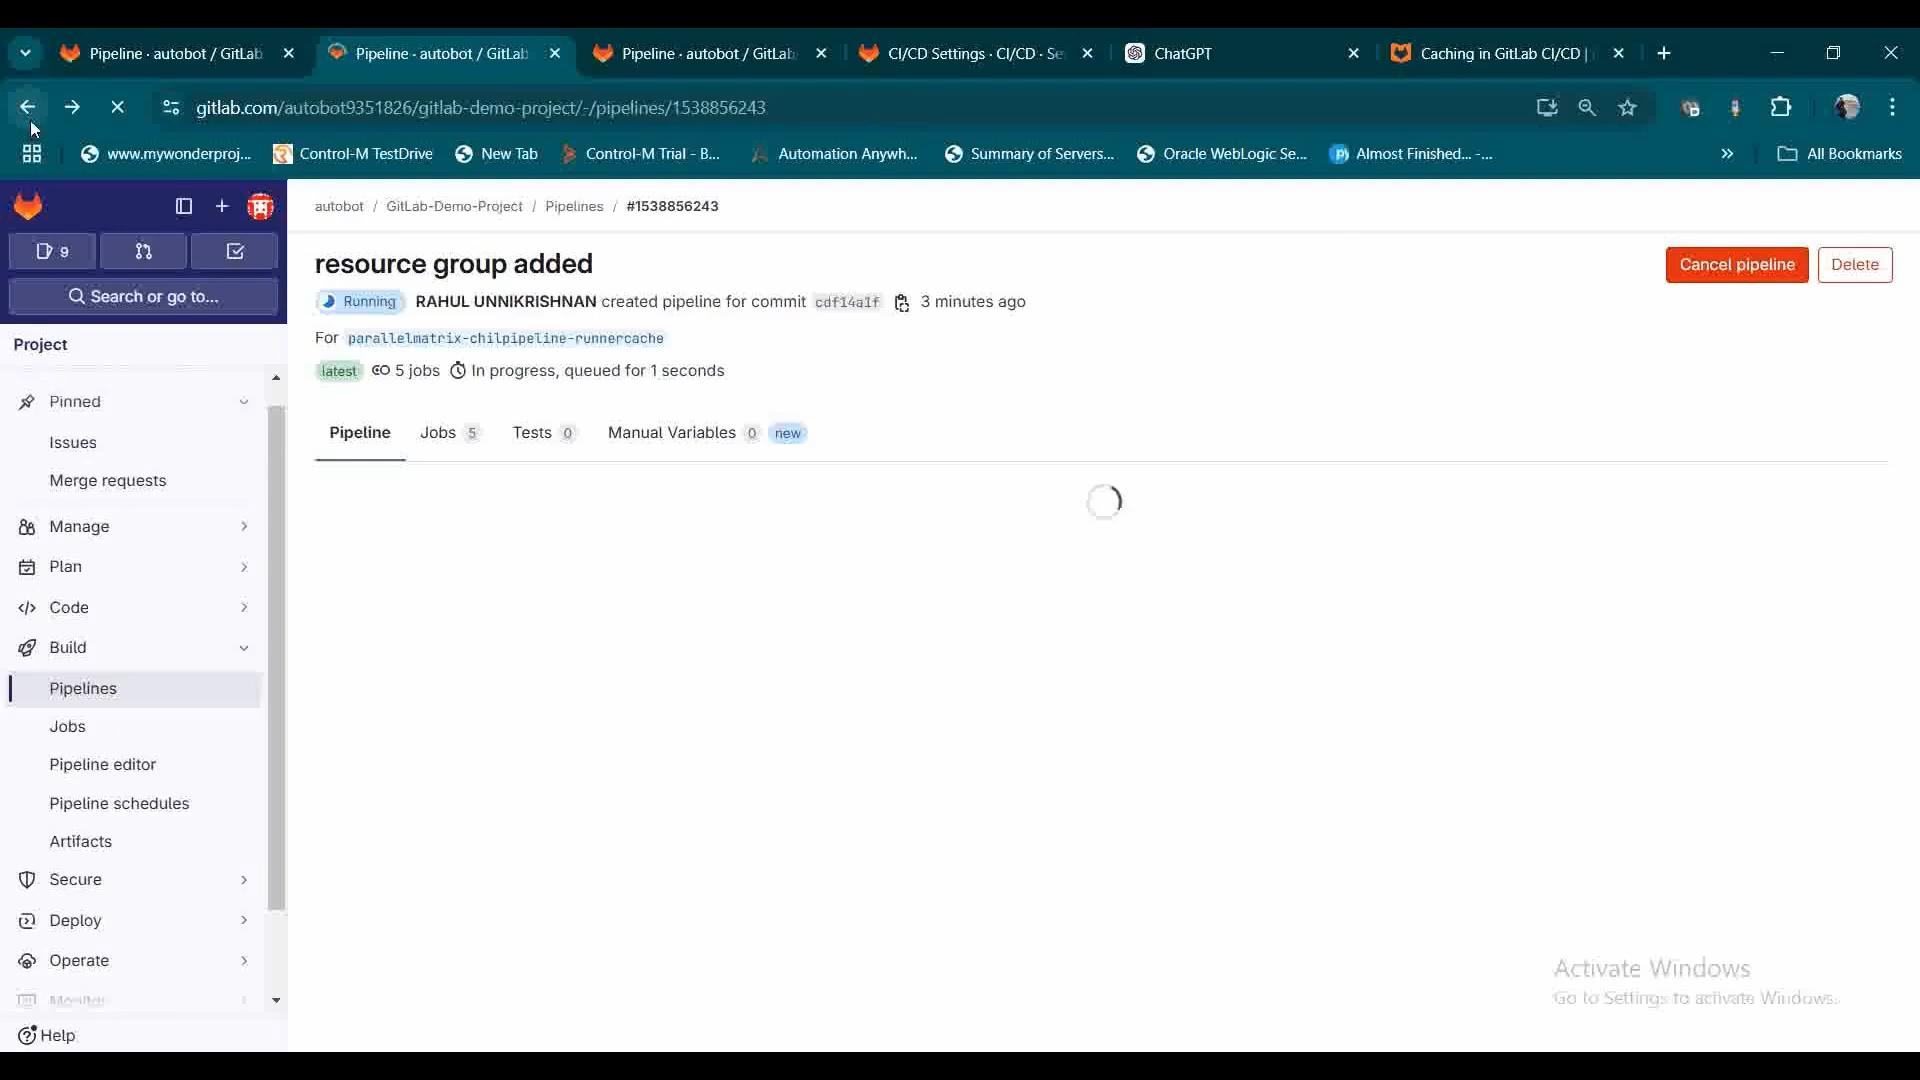 Pipeline · autobot / GitLab
Pipeline · autobot / GitLab
Pipeline · autobot / GitLab
CI/CD Settings · CI/CD · Se
ChatGPT
Caching in GitLab CI/CD |
gitlab.com/autobot9351826/gitlab-demo-project/-/pipelines/1538856243
www.mywonderproj...
Control-M TestDrive
New Tab
Control-M Trial - B...
Automation Anywh...
Summary of Servers...
Oracle WebLogic Se...
Almost Finished... -...
All Bookmarks
9
Search or go to...
Project
Pinned
Issues
Merge requests
Manage
Plan
Code
Build
Pipelines
Jobs
Pipeline editor
Pipeline schedules
Artifacts
Secure
Deploy
Operate
Monitor
Help
autobot / GitLab-Demo-Project / Pipelines / #1538856243
resource group added
Cancel pipeline
Delete
Running RAHUL UNNIKRISHNAN created pipeline for commit cdf14a1f 3 minutes ago
For parallelmatrix-chilpipeline-runnercache
latest 5 jobs In progress, queued for 1 seconds
Pipeline Jobs 5 Tests 0 Manual Variables 0 new
Activate Windows
Go to Settings to activate Windows.